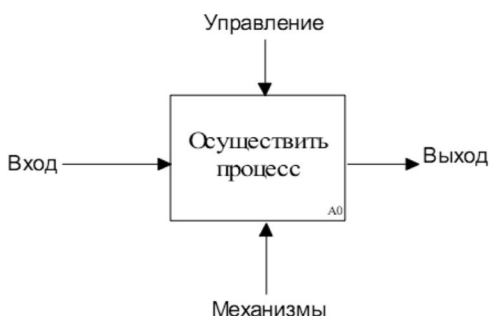 Управление
Вход
Осуществить
процесс
Выход
A0
Механизмы